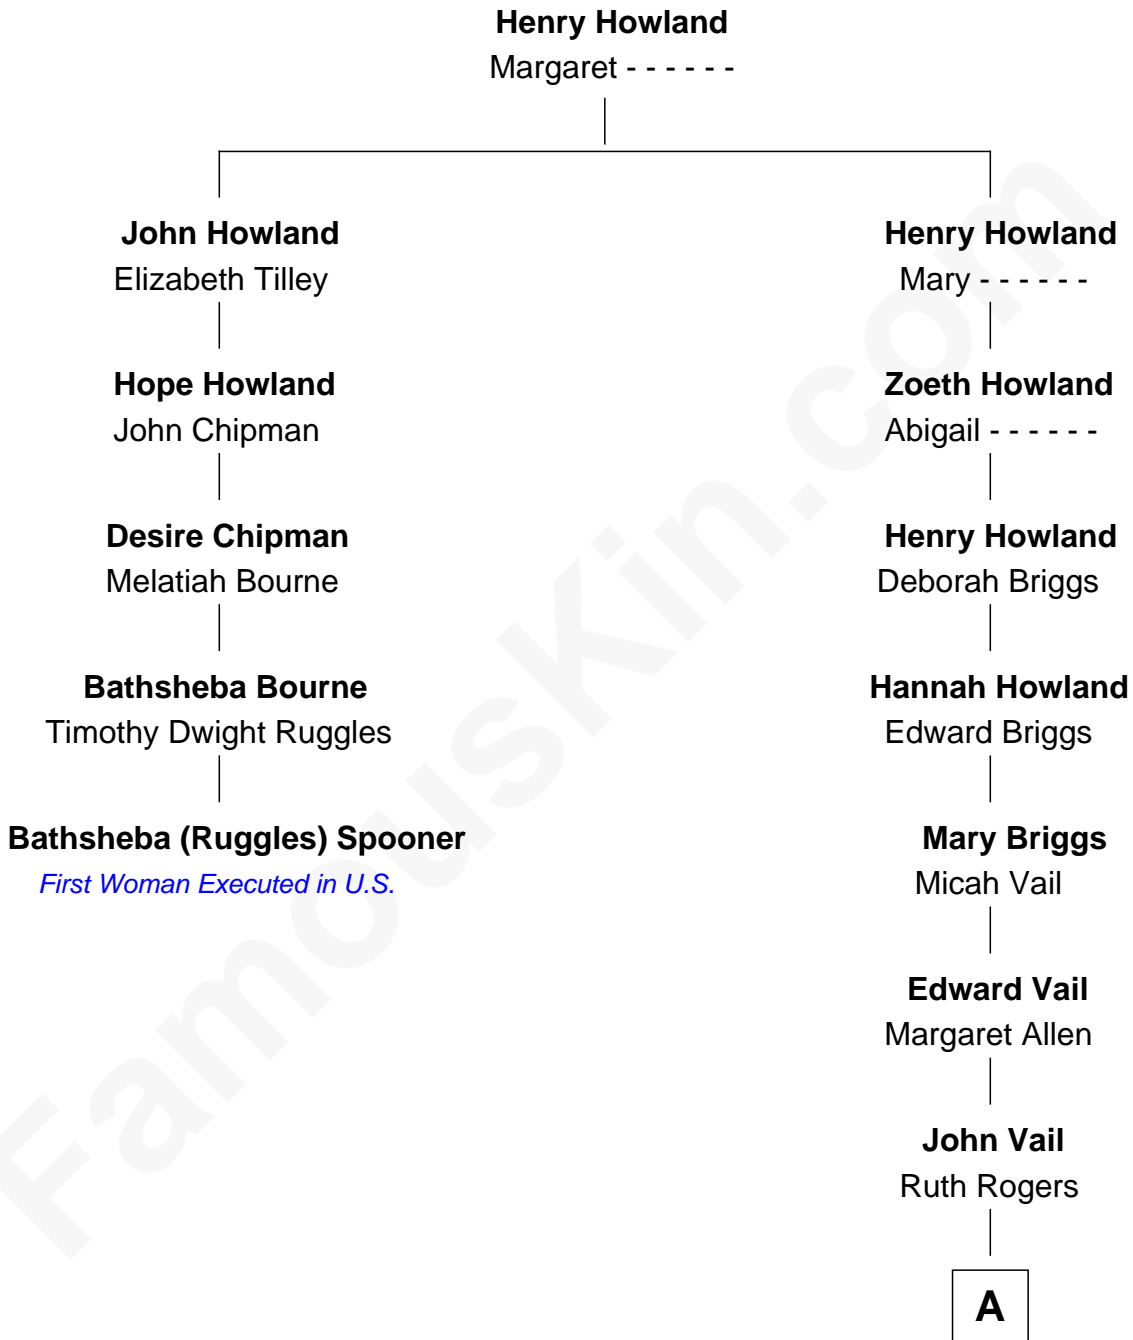 Henry Howland
Margaret - - - - - -
John Howland
Elizabeth Tilley
Henry Howland
Mary - - - - - -
Hope Howland
John Chipman
Zoeth Howland
Abigail - - - - - -
Desire Chipman
Melatiah Bourne
Henry Howland
Deborah Briggs
Bathsheba Bourne
Timothy Dwight Ruggles
Hannah Howland
Edward Briggs
Bathsheba (Ruggles) Spooner
First Woman Executed in U.S.
Mary Briggs
Micah Vail
Edward Vail
Margaret Allen
John Vail
Ruth Rogers
A
FamousKin.com